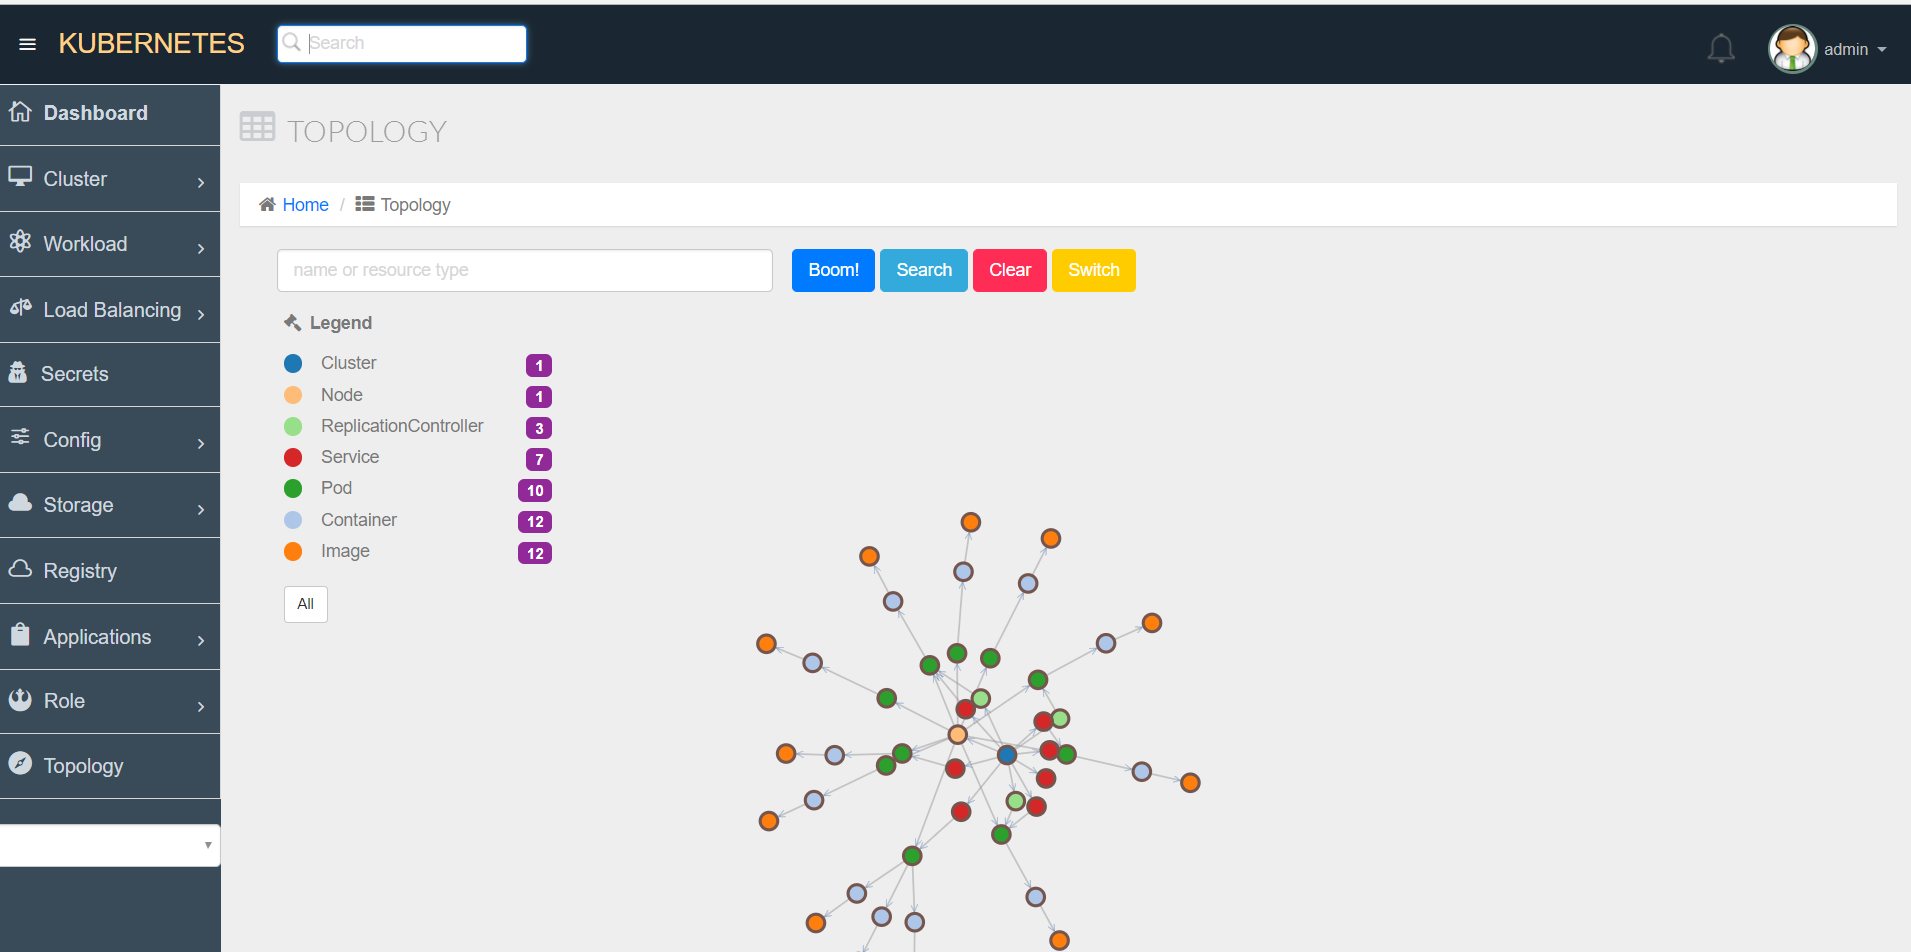 KUBERNETES
Search
admin
Dashboard
Cluster
Workload
Load Balancing
Secrets
Config
Storage
Registry
Applications
Role
Topology
TOPOLOGY
Home / Topology
name or resource type
Boom!
Search
Clear
Switch
Legend
Cluster 1
Node 1
ReplicationController 3
Service 7
Pod 10
Container 12
Image 12
All